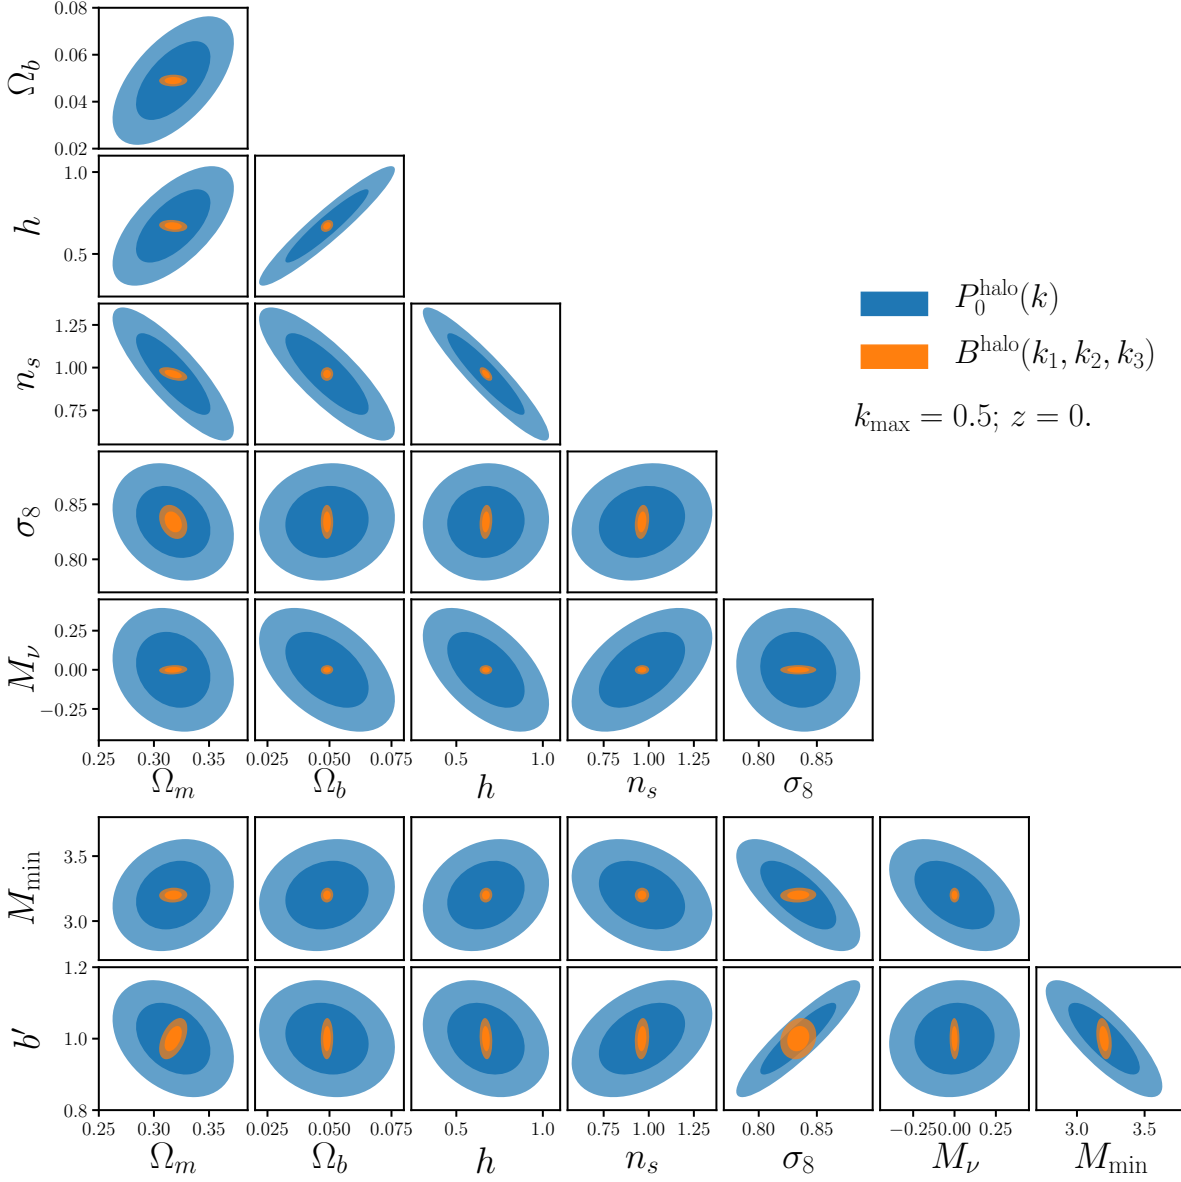 0.08
0.06
0.04
0.02
Ω_b
1.0
0.5
h
P_0^halo(k)
B^halo(k_1, k_2, k_3)
k_max = 0.5; z = 0.
1.25
1.00
0.75
n_s
0.85
0.80
σ_8
0.25
0.00
−0.25
M_ν
0.25 0.30 0.35 0.025 0.050 0.075 0.5 1.0 0.75 1.00 1.25 0.80 0.85
Ω_m Ω_b h n_s σ_8
3.5
3.0
M_min
1.2
1.0
0.8
b′
0.25 0.30 0.35 0.025 0.050 0.075 0.5 1.0 0.75 1.00 1.25 0.80 0.85 −0.25 0.00 0.25 3.0 3.5
Ω_m Ω_b h n_s σ_8 M_ν M_min